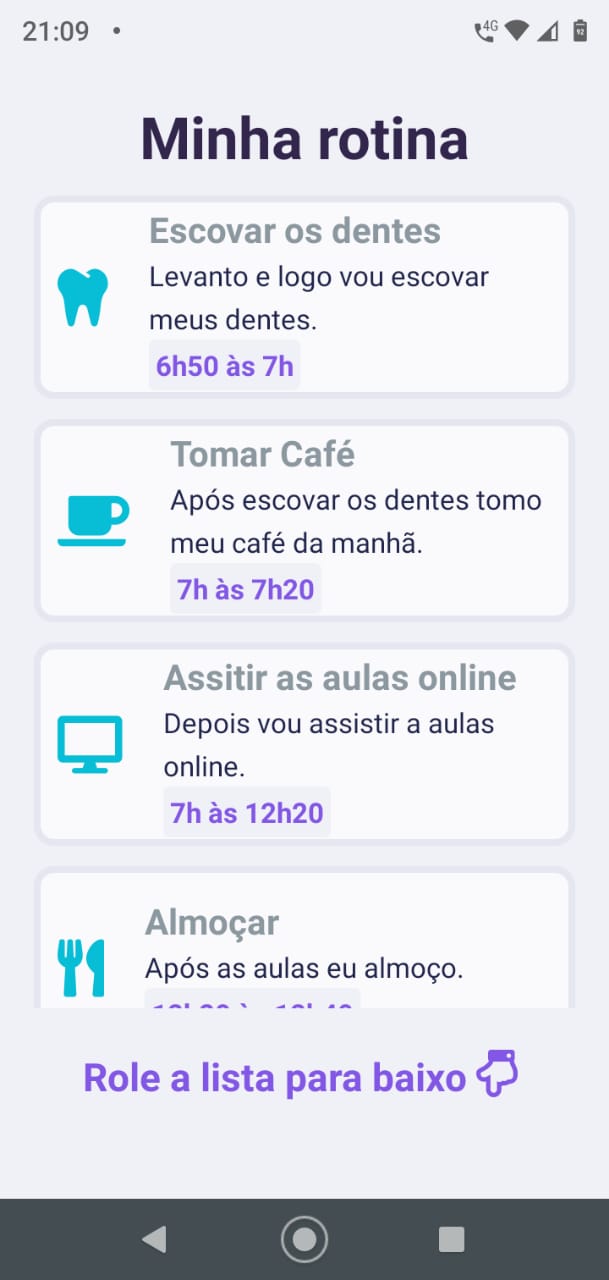 21:09
4G
92
Minha rotina
Escovar os dentes
Levanto e logo vou escovar
meus dentes.
6h50 às 7h
Tomar Café
Após escovar os dentes tomo
meu café da manhã.
7h às 7h20
Assitir as aulas online
Depois vou assistir a aulas
online.
7h às 12h20
Almoçar
Após as aulas eu almoço.
Role a lista para baixo